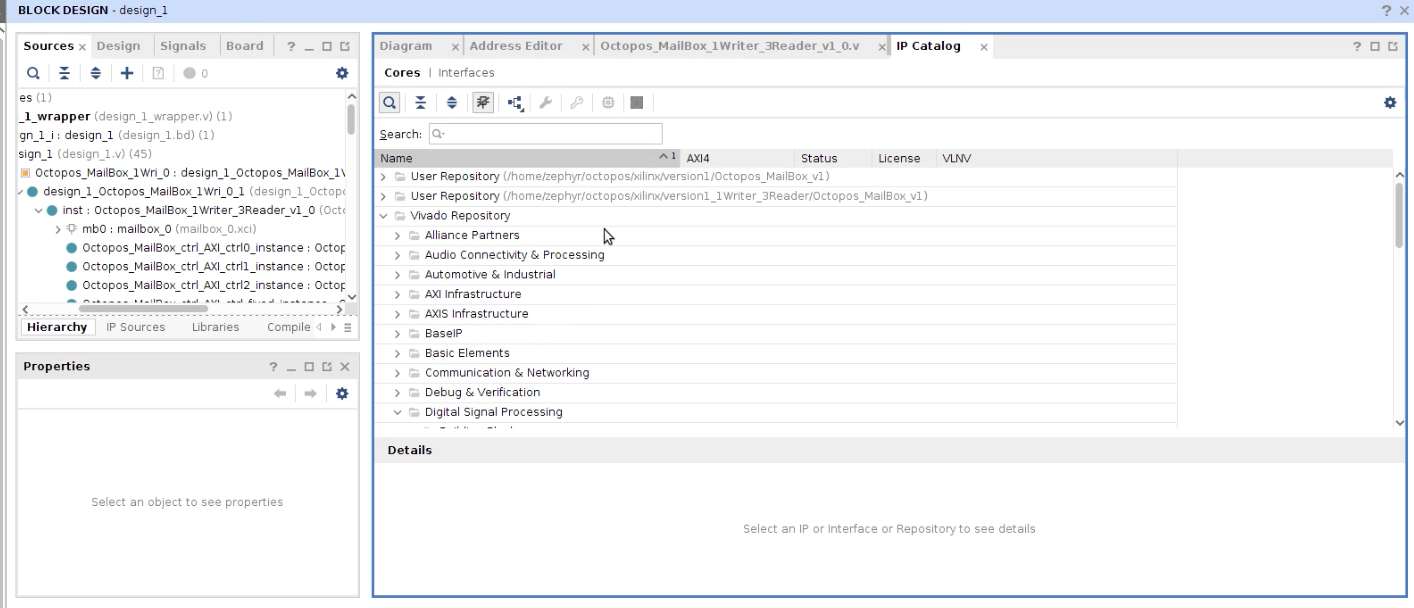 BLOCK DESIGN - design_1
Sources
Design
Signals
Board
0
es (1)
_1_wrapper (design_1_wrapper.v) (1)
gn_1_i : design_1 (design_1.bd) (1)
sign_1 (design_1.v) (45)
Octopos_MailBox_1Wri_0 : design_1_Octopos_MailBox_1W
design_1_Octopos_MailBox_1Wri_0_1 (design_1_Octopo
inst : Octopos_MailBox_1Writer_3Reader_v1_0 (Octo
mb0 : mailbox_0 (mailbox_0.xci)
Octopos_MailBox_ctrl_AXI_ctrl0_instance : Octop
Octopos_MailBox_ctrl_AXI_ctrl1_instance : Octop
Octopos_MailBox_ctrl_AXI_ctrl2_instance : Octop
Octopos_MailBox_ctrl_AXI_ctrl_fixed_instance
Hierarchy
IP Sources
Libraries
Compile
Properties
Select an object to see properties
Diagram
Address Editor
Octopos_MailBox_1Writer_3Reader_v1_0.v
IP Catalog
Cores | Interfaces
Search:
Name 1 AXI4 Status License VLNV
User Repository (/home/zephyr/octopos/xilinx/version1/Octopos_MailBox_v1)
User Repository (/home/zephyr/octopos/xilinx/version1_1Writer_3Reader/Octopos_MailBox_v1)
Vivado Repository
Alliance Partners
Audio Connectivity & Processing
Automotive & Industrial
AXI Infrastructure
AXIS Infrastructure
BaseIP
Basic Elements
Communication & Networking
Debug & Verification
Digital Signal Processing
Details
Select an IP or Interface or Repository to see details